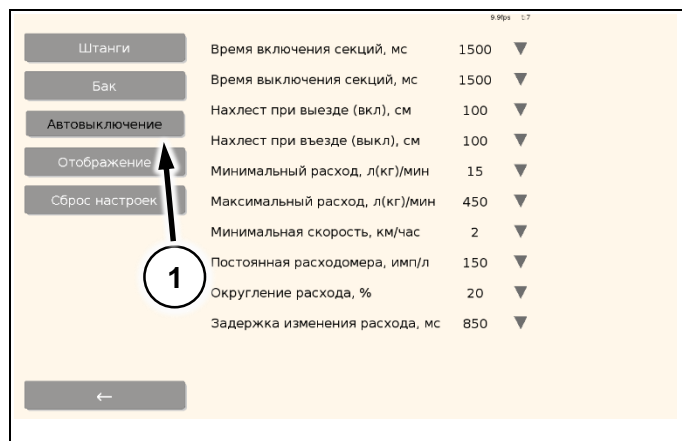 9.9fps 1:7
Штанги
Бак
Автовыключение
Отображение
Сброс настроек
←
Время включения секций, мс 1500
Время выключения секций, мс 1500
Нахлест при выезде (вкл), см 100
Нахлест при въезде (выкл), см 100
Минимальный расход, л(кг)/мин 15
Максимальный расход, л(кг)/мин 450
Минимальная скорость, км/час 2
Постоянная расходомера, имп/л 150
Округление расхода, % 20
Задержка изменения расхода, мс 850
1